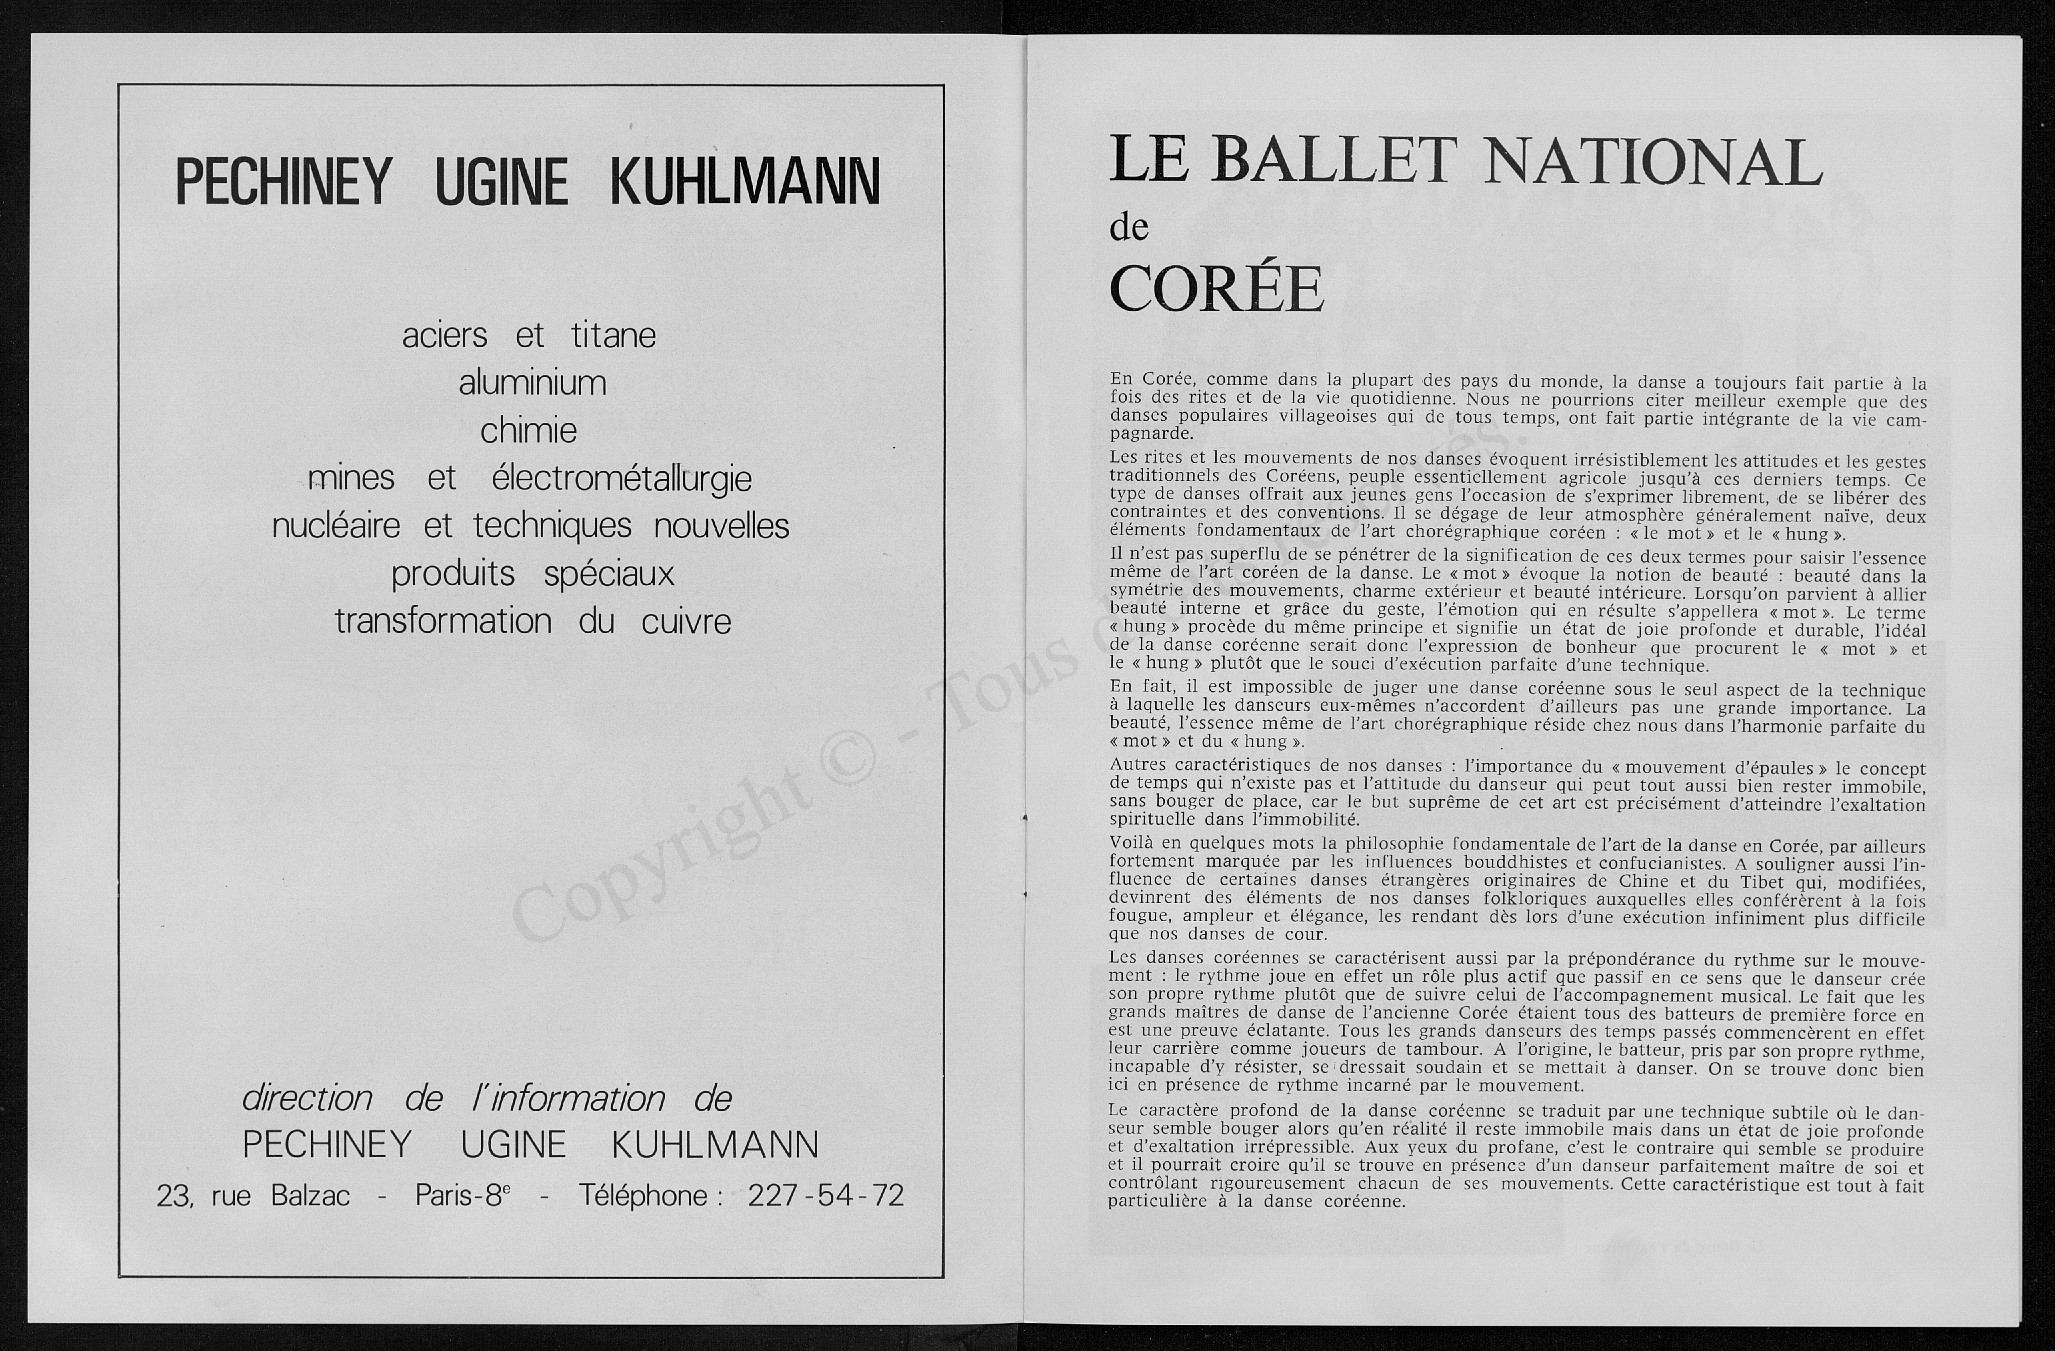 PECHINEY UGINE KUHLMANN
aciers et titane
aluminium
chimie
mines et électrométallurgie
nucléaire et techniques nouvelles
produits spéciaux
transformation du cuivre
direction de l'information de
PECHINEY UGINE KUHLMANN
23, rue Balzac - Paris-8e - Téléphone : 227-54-72
LE BALLET NATIONAL
de
CORÉE
En Corée, comme dans la plupart des pays du monde, la danse a toujours fait partie à la
fois des rites et de la vie quotidienne. Nous ne pourrions citer meilleur exemple que des
danses populaires villageoises qui de tous temps, ont fait partie intégrante de la vie cam-
pagnarde.
Les rites et les mouvements de nos danses évoquent irrésistiblement les attitudes et les gestes
traditionnels des Coréens, peuple essentiellement agricole jusqu'à ces derniers temps. Ce
type de danses offrait aux jeunes gens l'occasion de s'exprimer librement, de se libérer des
contraintes et des conventions. Il se dégage de leur atmosphère généralement naïve, deux
éléments fondamentaux de l'art chorégraphique coréen : « le mot » et le « hung ».
Il n'est pas superflu de se pénétrer de la signification de ces deux termes pour saisir l'essence
même de l'art coréen de la danse. Le « mot » évoque la notion de beauté : beauté dans la
symétrie des mouvements, charme extérieur et beauté intérieure. Lorsqu'on parvient à allier
beauté interne et grâce du geste, l'émotion qui en résulte s'appellera « mot ». Le terme
« hung » procède du même principe et signifie un état de joie profonde et durable, l'idéal
de la danse coréenne serait donc l'expression de bonheur que procurent le « mot » et
le « hung » plutôt que le souci d'exécution parfaite d'une technique.
En fait, il est impossible de juger une danse coréenne sous le seul aspect de la technique
à laquelle les danseurs eux-mêmes n'accordent d'ailleurs pas une grande importance. La
beauté, l'essence même de l'art chorégraphique réside chez nous dans l'harmonie parfaite du
« mot » et du « hung ».
Autres caractéristiques de nos danses : l'importance du « mouvement d'épaules » le concept
de temps qui n'existe pas et l'attitude du danseur qui peut tout aussi bien rester immobile,
sans bouger de place, car le but suprême de cet art est précisément d'atteindre l'exaltation
spirituelle dans l'immobilité.
Voilà en quelques mots la philosophie fondamentale de l'art de la danse en Corée, par ailleurs
fortement marquée par les influences bouddhistes et confucianistes. A souligner aussi l'in-
fluence de certaines danses étrangères originaires de Chine et du Tibet qui, modifiées,
devinrent des éléments de nos danses folkloriques auxquelles elles conférèrent à la fois
fougue, ampleur et élégance, les rendant dès lors d'une exécution infiniment plus difficile
que nos danses de cour.
Les danses coréennes se caractérisent aussi par la prépondérance du rythme sur le mouve-
ment : le rythme joue en effet un rôle plus actif que passif en ce sens que le danseur crée
son propre rythme plutôt que de suivre celui de l'accompagnement musical. Le fait que les
grands maîtres de danse de l'ancienne Corée étaient tous des batteurs de première force en
est une preuve éclatante. Tous les grands danseurs des temps passés commencèrent en effet
leur carrière comme joueurs de tambour. A l'origine, le batteur, pris par son propre rythme,
incapable d'y résister, se dressait soudain et se mettait à danser. On se trouve donc bien
ici en présence de rythme incarné par le mouvement.
Le caractère profond de la danse coréenne se traduit par une technique subtile où le dan-
seur semble bouger alors qu'en réalité il reste immobile mais dans un état de joie profonde
et d'exaltation irrépressible. Aux yeux du profane, c'est le contraire qui semble se produire
et il pourrait croire qu'il se trouve en présence d'un danseur parfaitement maître de soi et
contrôlant rigoureusement chacun de ses mouvements. Cette caractéristique est tout à fait
particulière à la danse coréenne.
Copyright © - Tous